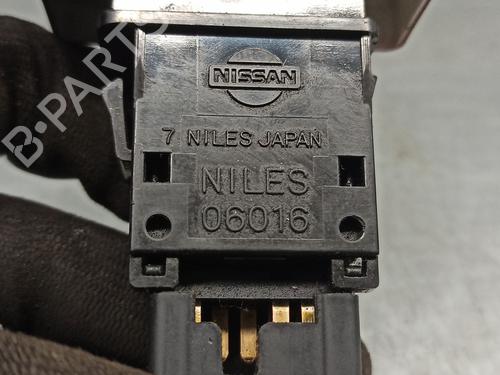 NISSAN
7 NILES JAPAN
NILES
06016
B-PARTS